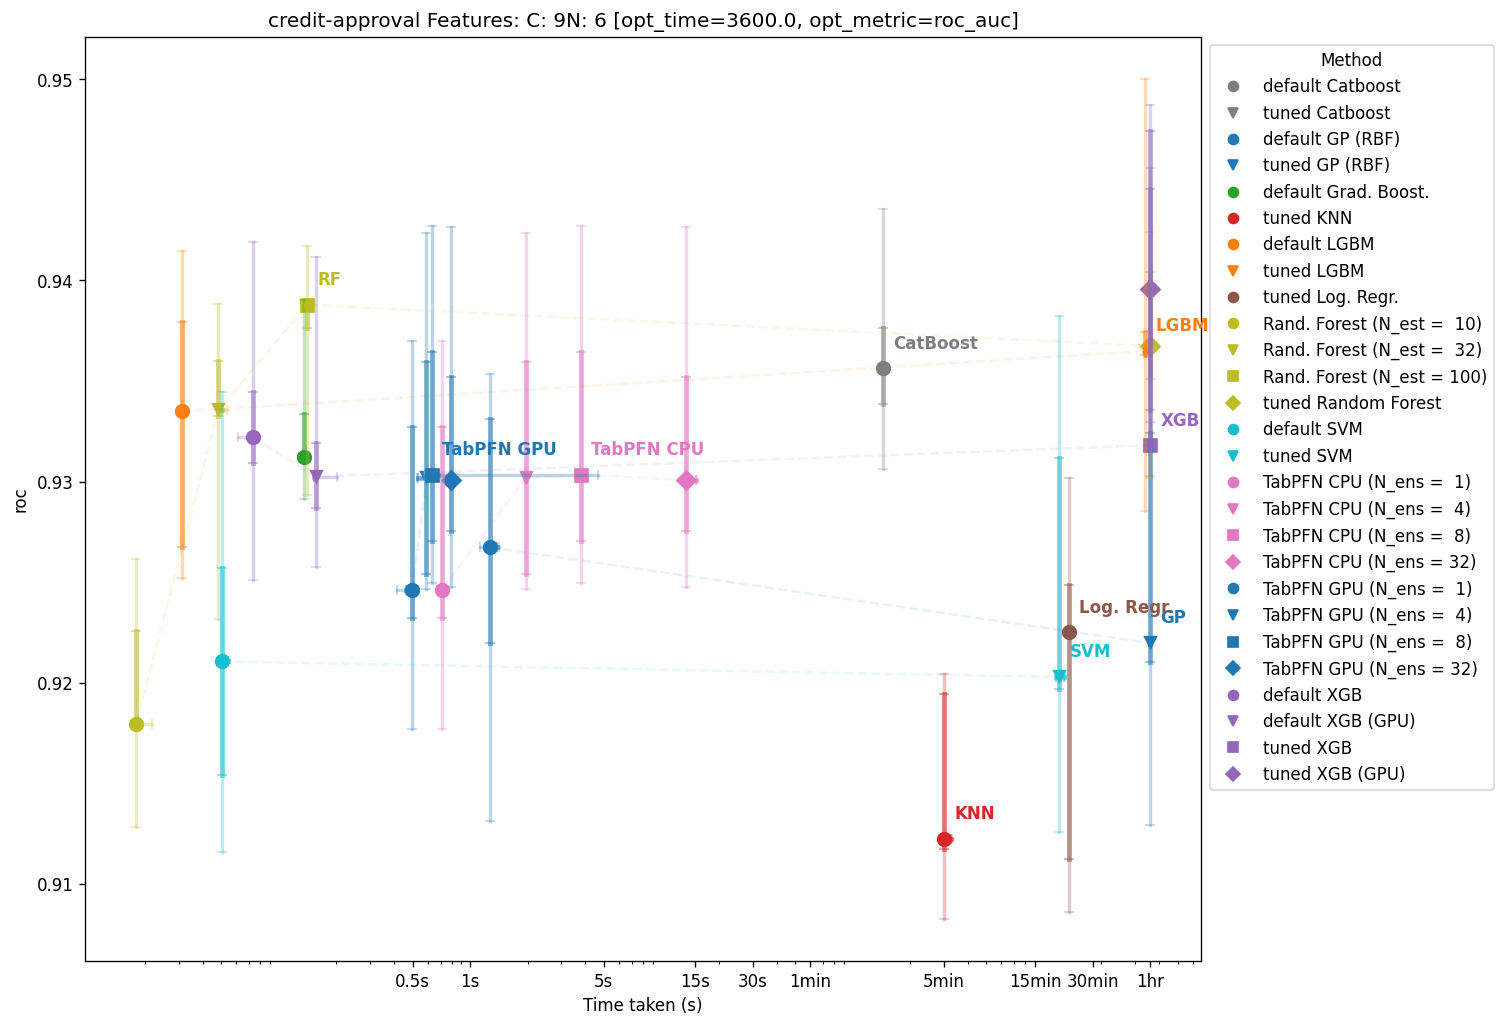 credit-approval Features: C: 9N: 6 [opt_time=3600.0, opt_metric=roc_auc]
0.95
0.94
0.93
0.92
0.91
roc
RF
CatBoost
LGBM
XGB
TabPFN GPU
TabPFN CPU
Log. Regr.
GP
SVM
KNN
0.5s
1s
5s
15s
30s
1min
5min
15min
30min
1hr
Time taken (s)
Method
default Catboost
tuned Catboost
default GP (RBF)
tuned GP (RBF)
default Grad. Boost.
tuned KNN
default LGBM
tuned LGBM
tuned Log. Regr.
Rand. Forest (N_est =  10)
Rand. Forest (N_est =  32)
Rand. Forest (N_est = 100)
tuned Random Forest
default SVM
tuned SVM
TabPFN CPU (N_ens =  1)
TabPFN CPU (N_ens =  4)
TabPFN CPU (N_ens =  8)
TabPFN CPU (N_ens = 32)
TabPFN GPU (N_ens =  1)
TabPFN GPU (N_ens =  4)
TabPFN GPU (N_ens =  8)
TabPFN GPU (N_ens = 32)
default XGB
default XGB (GPU)
tuned XGB
tuned XGB (GPU)